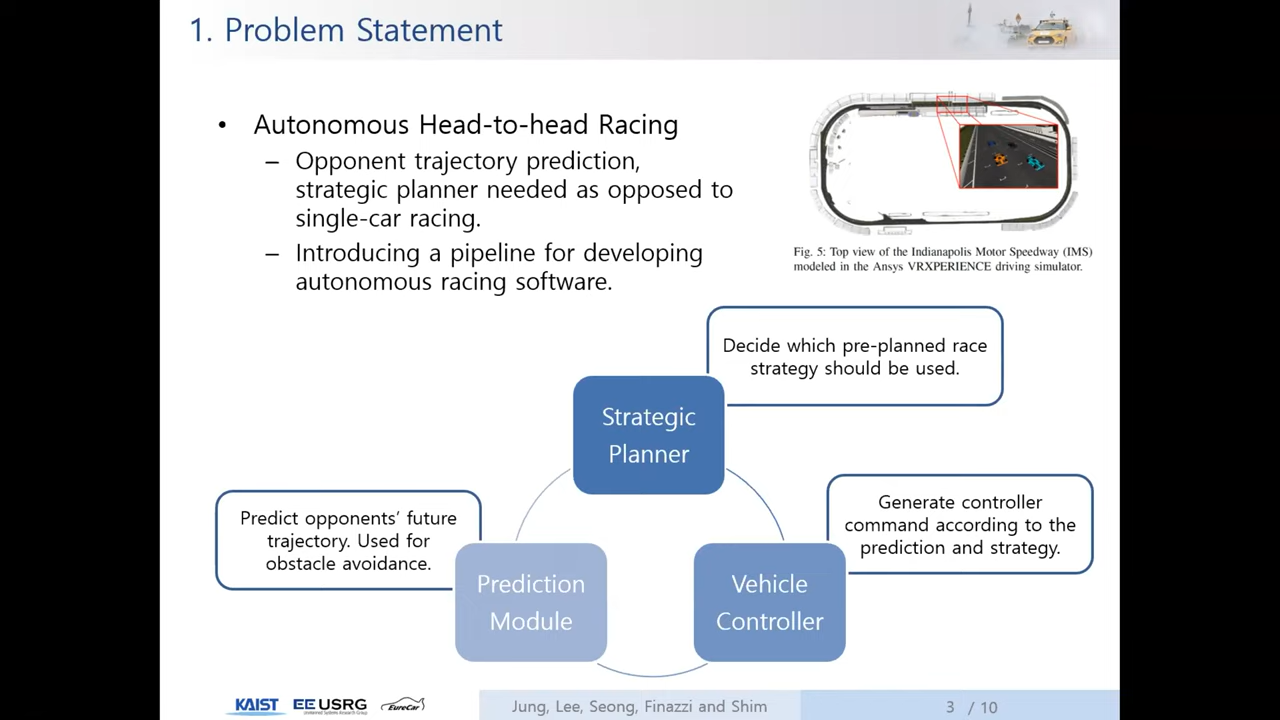 1. Problem Statement
• Autonomous Head-to-head Racing
– Opponent trajectory prediction,
strategic planner needed as opposed to
single-car racing.
– Introducing a pipeline for developing
autonomous racing software.
Fig. 5: Top view of the Indianapolis Motor Speedway (IMS)
modeled in the Ansys VRXPERIENCE driving simulator.
Decide which pre-planned race
strategy should be used.
Strategic
Planner
Generate controller
command according to the
prediction and strategy.
Predict opponents’ future
trajectory. Used for
obstacle avoidance.
Prediction
Module
Vehicle
Controller
KAIST
EE USRG
Unmanned Systems Research Group
EureCar
Jung, Lee, Seong, Finazzi and Shim
3 / 10